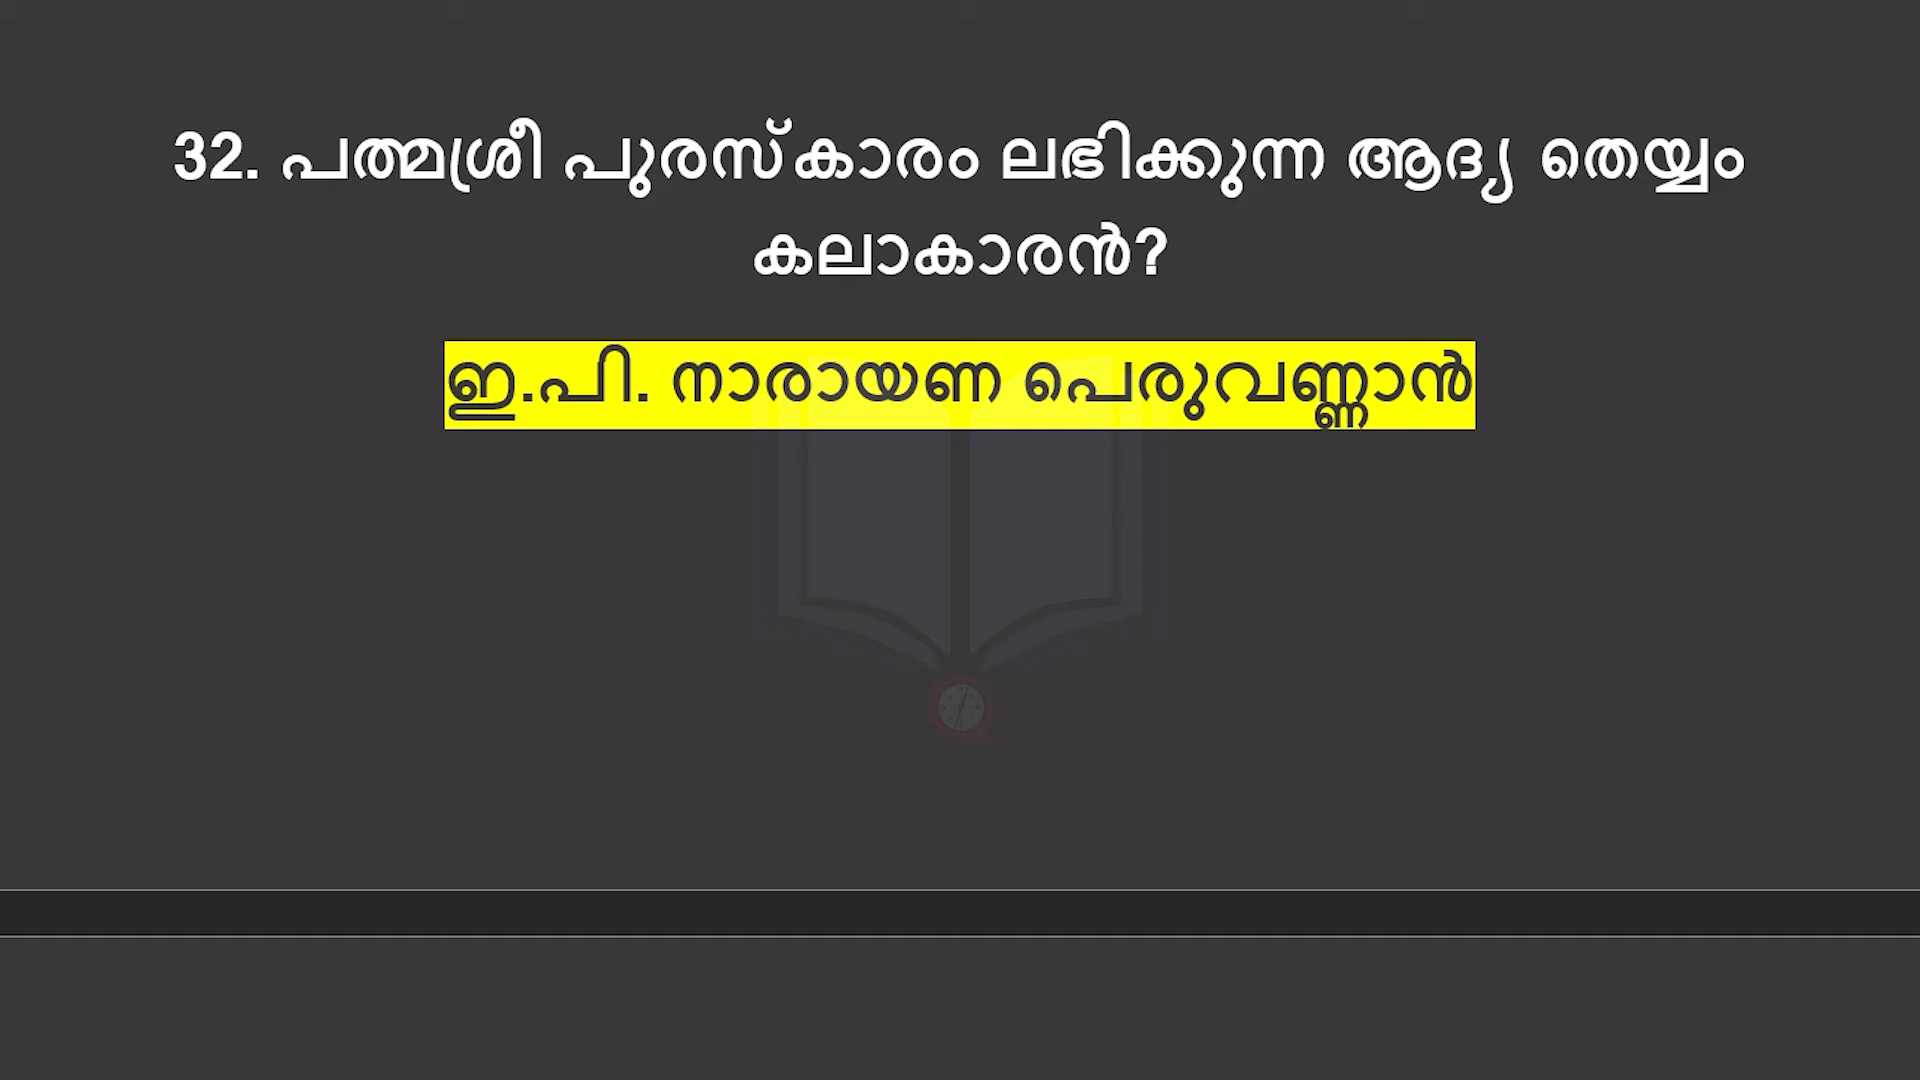 32. പത്മശ്രീ പുരസ്കാരം ലഭിക്കുന്ന ആദ്യ തെയ്യം
കലാകാരൻ?
ഇ.പി. നാരായണ പെരുവണ്ണാൻ